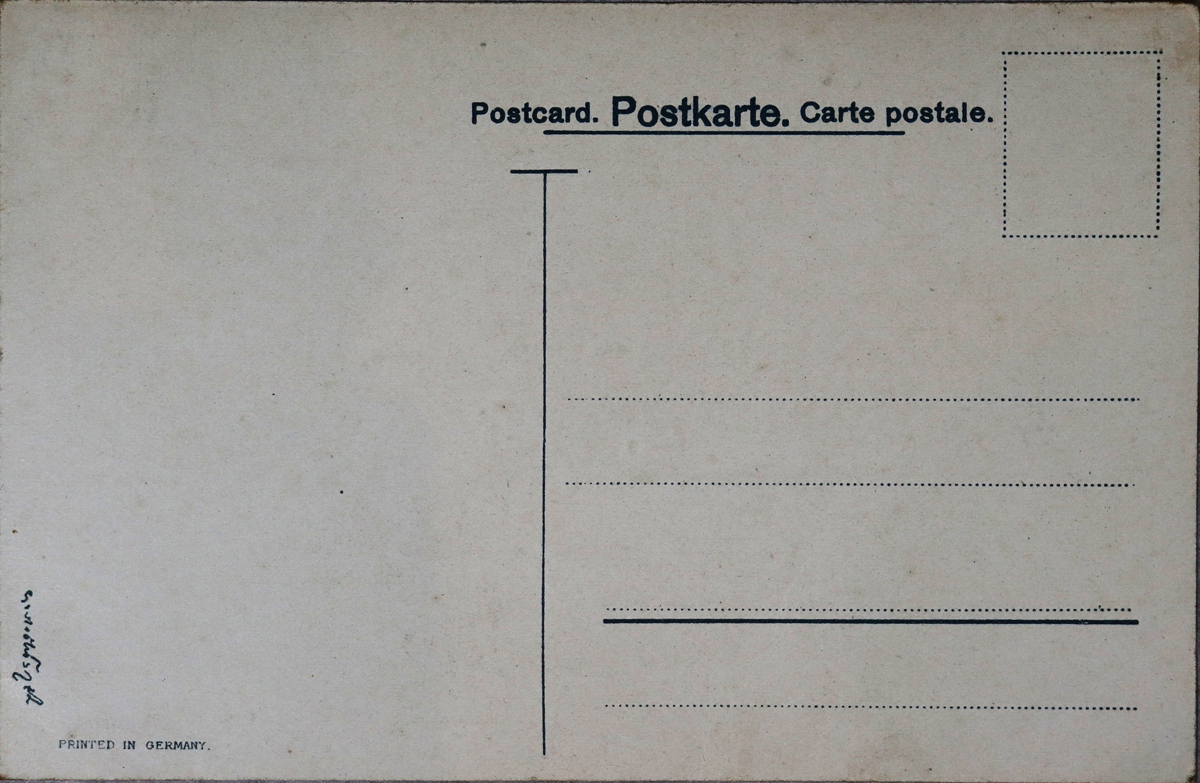 Postcard. Postkarte. Carte postale.
PRINTED IN GERMANY.